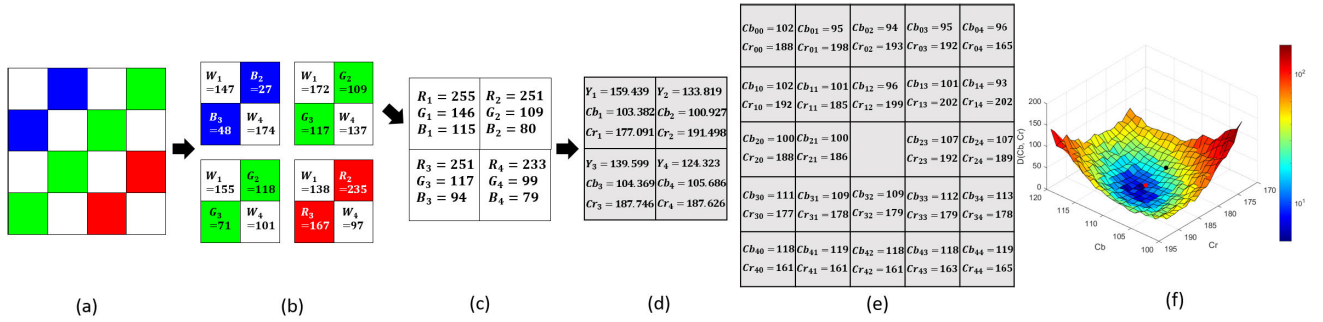 W₁ =147
B₂ =27
B₃ =48
W₄ =174
W₁ =172
G₂ =109
G₃ =117
W₄ =137
W₁ =155
G₂ =118
G₃ =71
W₄ =101
W₁ =138
R₂ =235
R₃ =167
W₄ =97
R₁ = 255
G₁ = 146
B₁ = 115
R₂ = 251
G₂ = 109
B₂ = 80
R₃ = 251
G₃ = 117
B₃ = 94
R₄ = 233
G₄ = 99
B₄ = 79
Y₁ = 159.439
Cb₁ = 103.382
Cr₁ = 177.091
Y₂ = 133.819
Cb₂ = 100.927
Cr₂ = 191.498
Y₃ = 139.599
Cb₃ = 104.369
Cr₃ = 187.746
Y₄ = 124.323
Cb₄ = 105.686
Cr₄ = 187.626
Cb₀₀ = 102 Cb₀₁ = 95 Cb₀₂ = 94 Cb₀₃ = 95 Cb₀₄ = 96
Cr₀₀ = 188 Cr₀₁ = 198 Cr₀₂ = 193 Cr₀₃ = 192 Cr₀₄ = 165
Cb₁₀ = 102 Cb₁₁ = 101 Cb₁₂ = 96 Cb₁₃ = 101 Cb₁₄ = 93
Cr₁₀ = 192 Cr₁₁ = 185 Cr₁₂ = 199 Cr₁₃ = 202 Cr₁₄ = 202
Cb₂₀ = 100 Cb₂₁ = 100 Cb₂₃ = 107 Cb₂₄ = 107
Cr₂₀ = 188 Cr₂₁ = 186 Cr₂₃ = 192 Cr₂₄ = 189
Cb₃₀ = 111 Cb₃₁ = 109 Cb₃₂ = 109 Cb₃₃ = 112 Cb₃₄ = 113
Cr₃₀ = 177 Cr₃₁ = 178 Cr₃₂ = 179 Cr₃₃ = 179 Cr₃₄ = 178
Cb₄₀ = 118 Cb₄₁ = 119 Cb₄₂ = 118 Cb₄₃ = 118 Cb₄₄ = 119
Cr₄₀ = 161 Cr₄₁ = 161 Cr₄₂ = 161 Cr₄₃ = 163 Cr₄₄ = 165
D(Cb, Cr)
200
150
100
50
0
120
115
110
105
100
Cb
195
190
185
180
175
170
Cr
10²
10¹
(a)
(b)
(c)
(d)
(e)
(f)